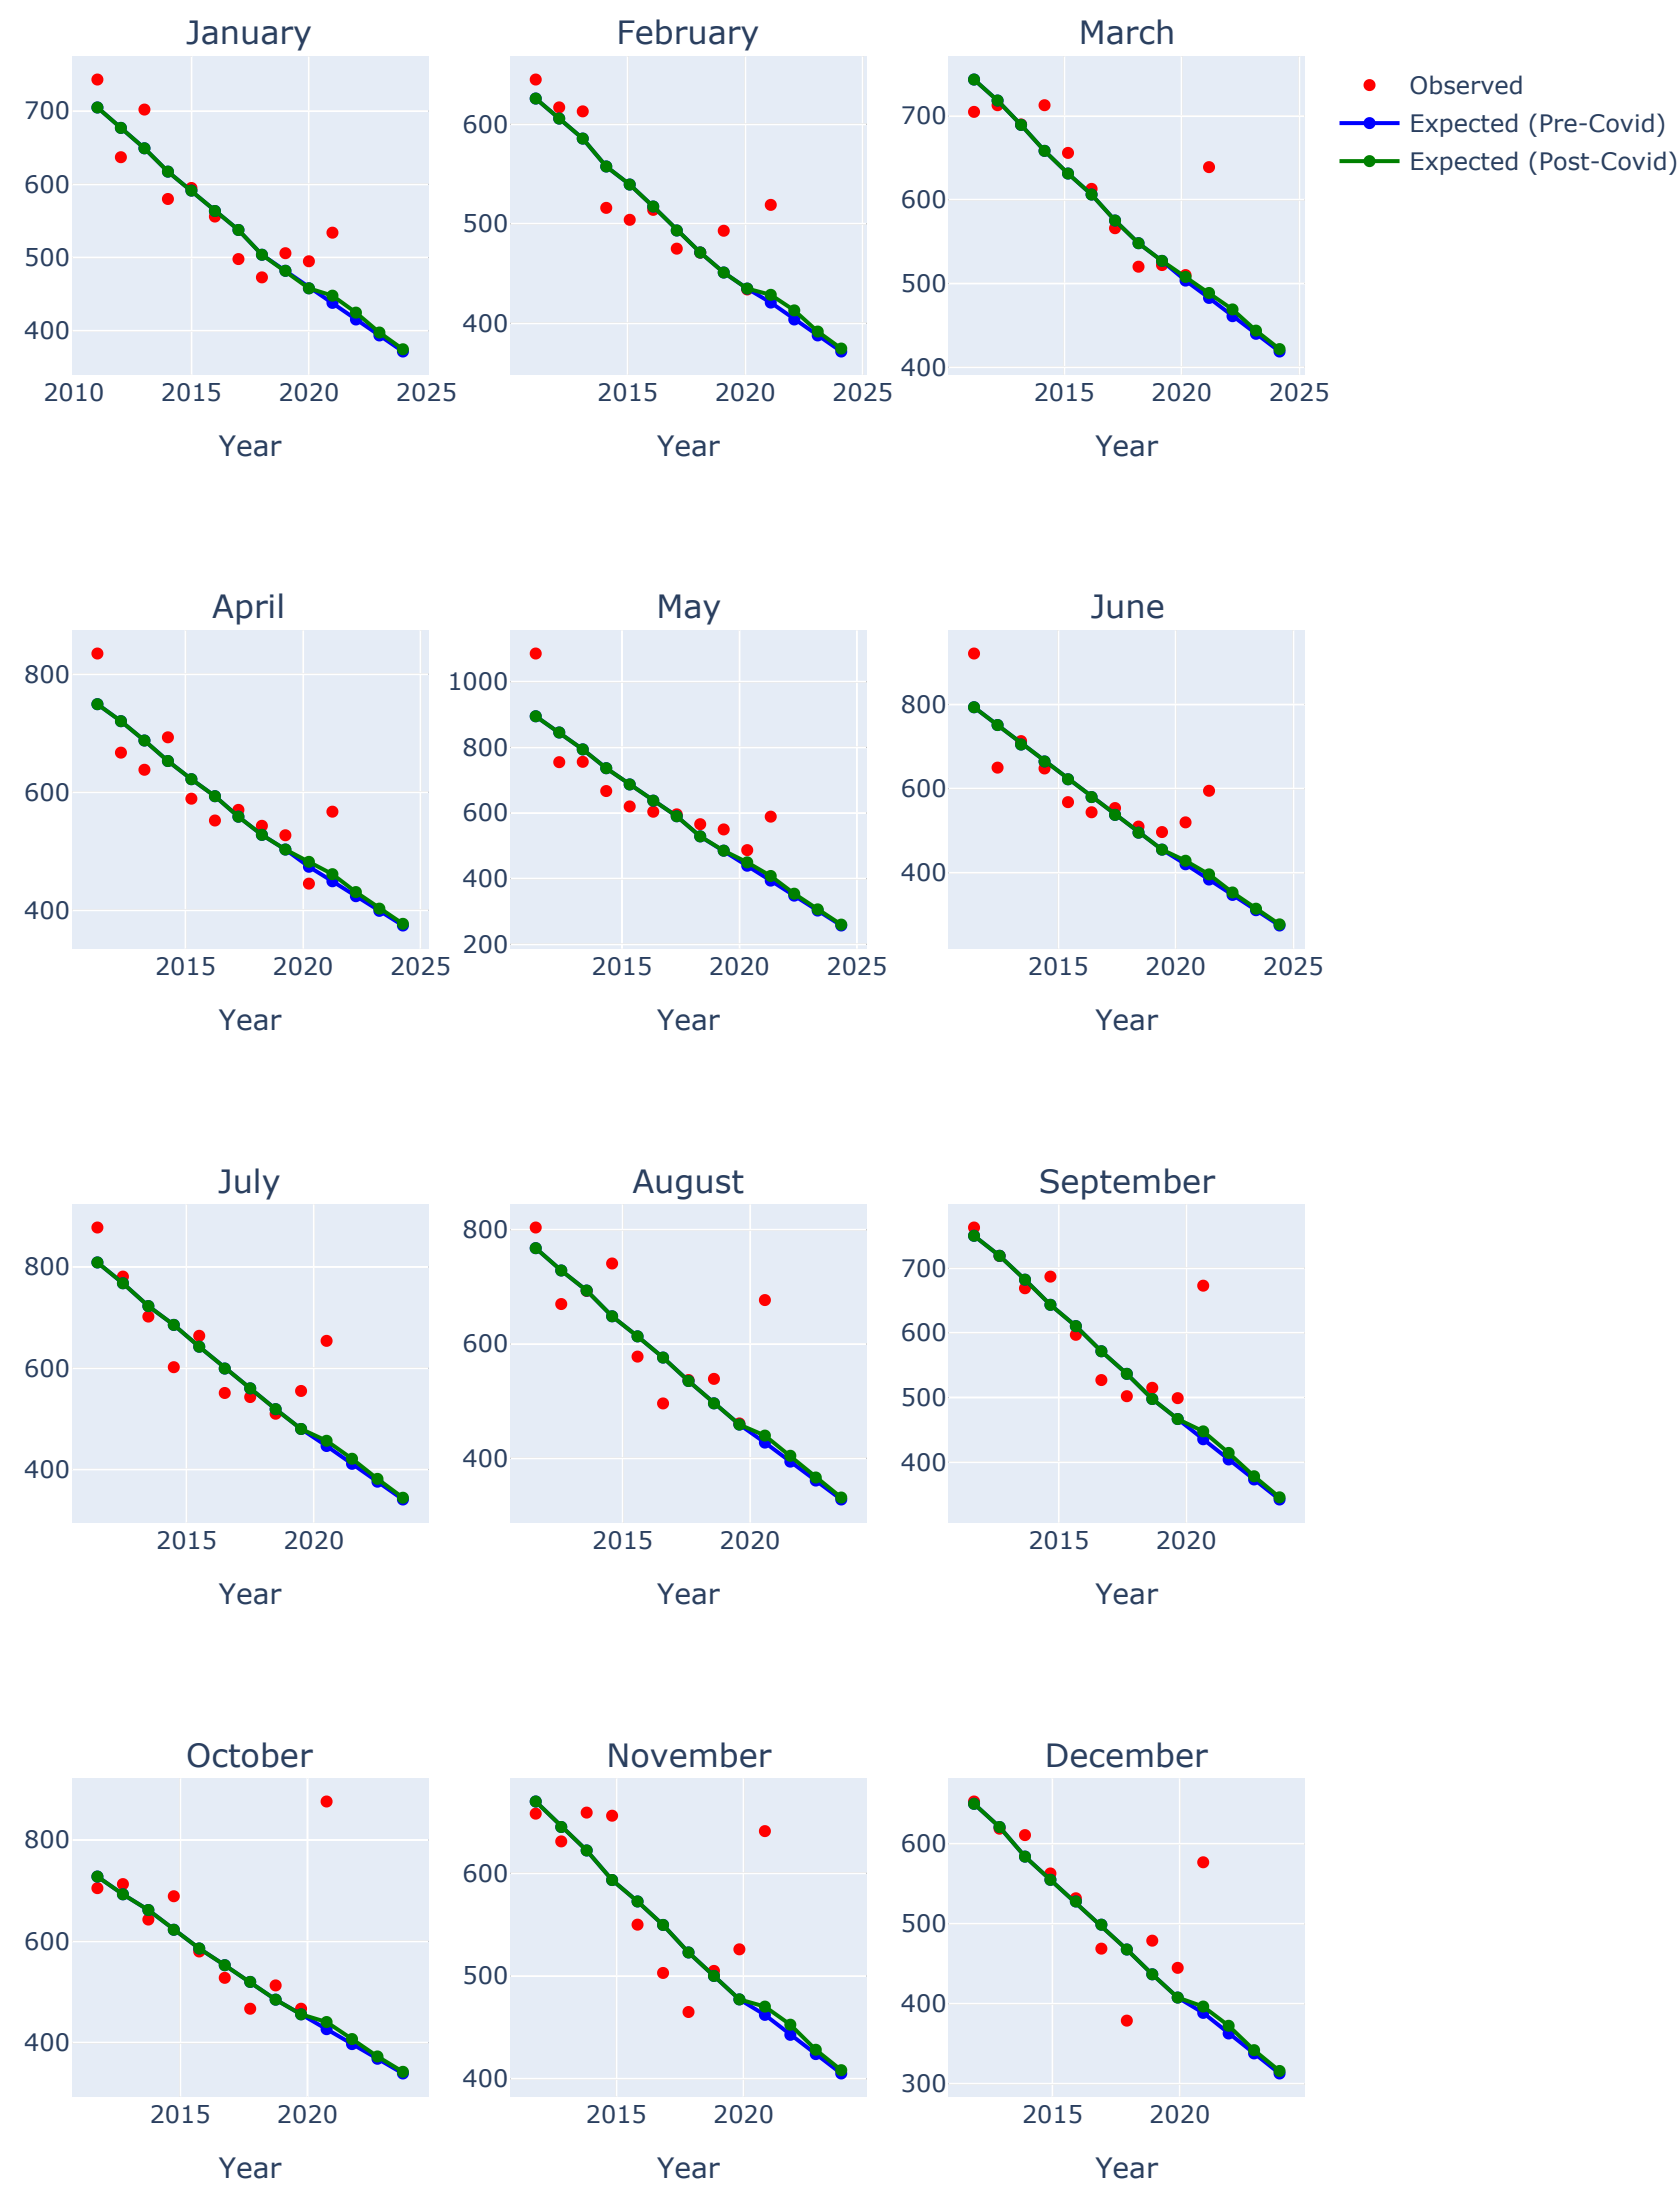 January February March
700
600
500
400
2010 2015 2020 2025
Year
600
500
400
2015 2020 2025
Year
700
600
500
400
2015 2020 2025
Year
Observed
Expected (Pre-Covid)
Expected (Post-Covid)
April May June
800
600
400
2015 2020 2025
Year
1000
800
600
400
200
2015 2020 2025
Year
800
600
400
2015 2020 2025
Year
July August September
800
600
400
2015 2020
Year
800
600
400
2015 2020
Year
700
600
500
400
2015 2020
Year
October November December
800
600
400
2015 2020
Year
600
500
400
2015 2020
Year
600
500
400
300
2015 2020
Year